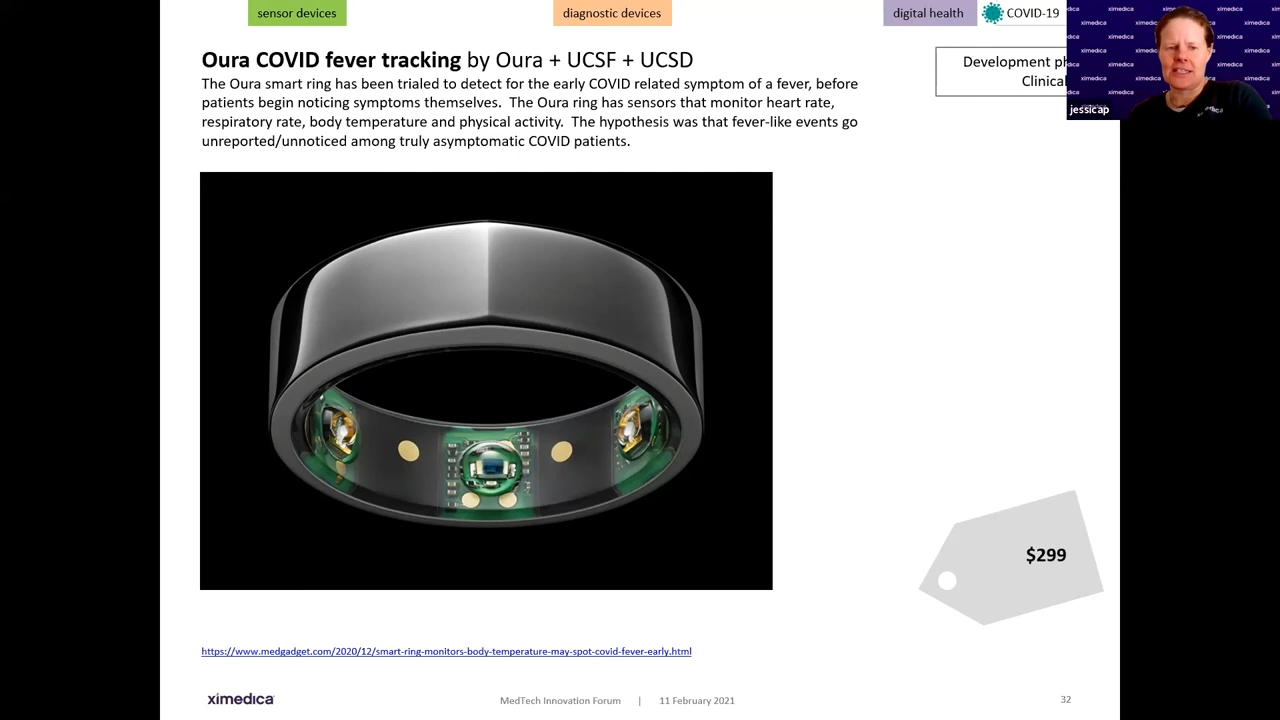 sensor devices
diagnostic devices
digital health
COVID-19
Oura COVID fever tracking by Oura + UCSF + UCSD
The Oura smart ring has been trialed to detect for the early COVID related symptom of a fever, before
patients begin noticing symptoms themselves.  The Oura ring has sensors that monitor heart rate,
respiratory rate, body temperature and physical activity.  The hypothesis was that fever-like events go
unreported/unnoticed among truly asymptomatic COVID patients.
Development
Clinical
ximedica
jessicap
$299
https://www.medgadget.com/2020/12/smart-ring-monitors-body-temperature-may-spot-covid-fever-early.html
ximedica
MedTech Innovation Forum | 11 February 2021
32